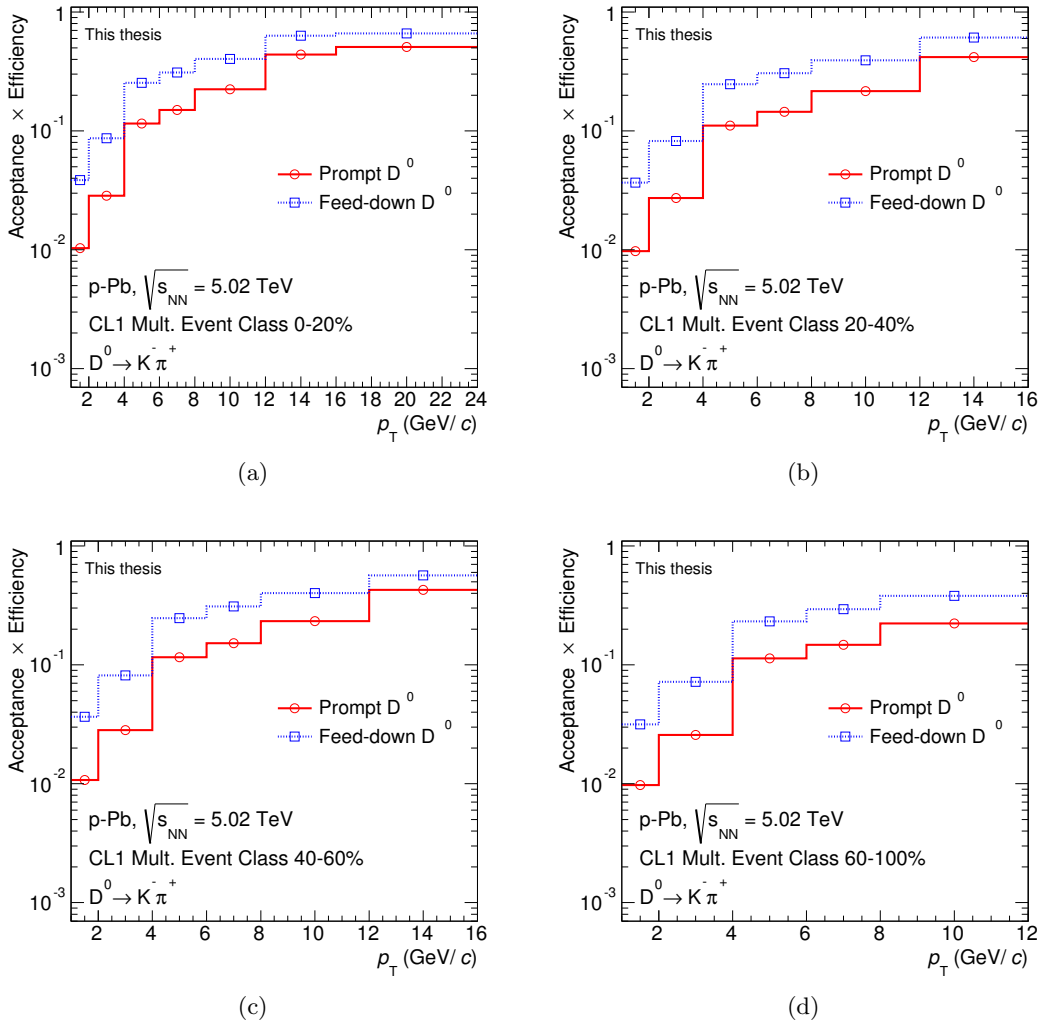 This thesis
Acceptance × Efficiency
1
10⁻¹
10⁻²
10⁻³
Prompt D⁰
Feed-down D⁰
p-Pb, √s_NN = 5.02 TeV
CL1 Mult. Event Class 0-20%
D⁰→K⁻π⁺
2 4 6 8 10 12 14 16 18 20 22 24
p_T (GeV/c)
(a)
This thesis
Acceptance × Efficiency
1
10⁻¹
10⁻²
10⁻³
Prompt D⁰
Feed-down D⁰
p-Pb, √s_NN = 5.02 TeV
CL1 Mult. Event Class 20-40%
D⁰→K⁻π⁺
2 4 6 8 10 12 14 16
p_T (GeV/c)
(b)
This thesis
Acceptance × Efficiency
1
10⁻¹
10⁻²
10⁻³
Prompt D⁰
Feed-down D⁰
p-Pb, √s_NN = 5.02 TeV
CL1 Mult. Event Class 40-60%
D⁰→K⁻π⁺
2 4 6 8 10 12 14 16
p_T (GeV/c)
(c)
This thesis
Acceptance × Efficiency
1
10⁻¹
10⁻²
10⁻³
Prompt D⁰
Feed-down D⁰
p-Pb, √s_NN = 5.02 TeV
CL1 Mult. Event Class 60-100%
D⁰→K⁻π⁺
2 4 6 8 10 12
p_T (GeV/c)
(d)